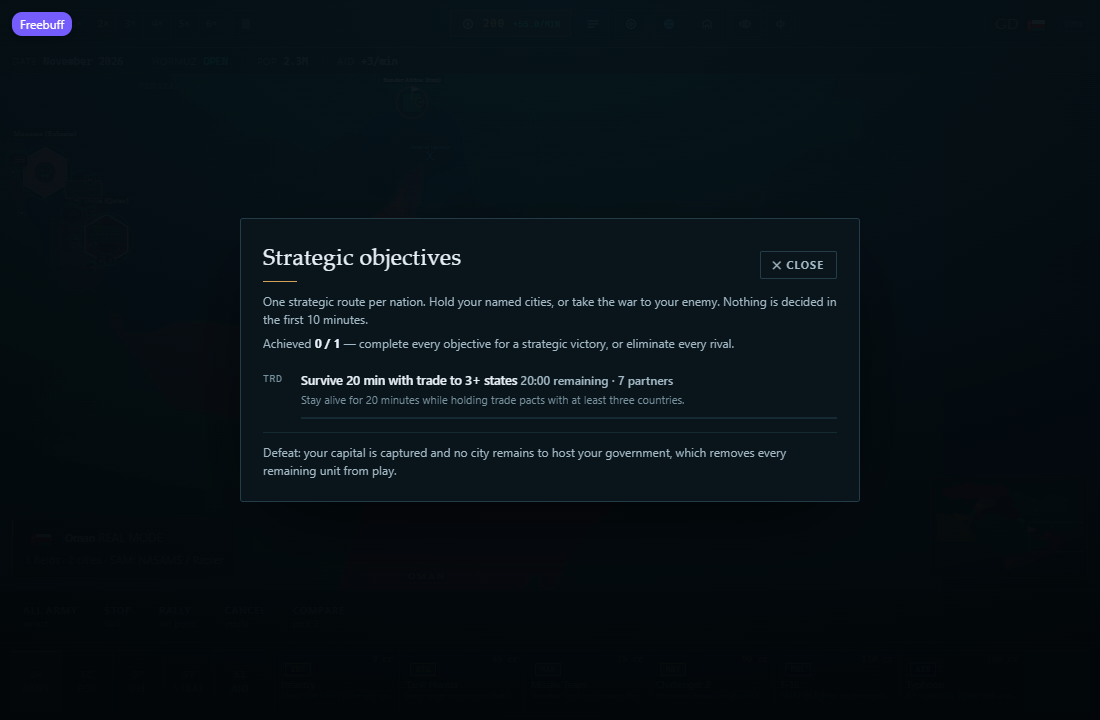 Freebuff
Strategic objectives
× CLOSE
One strategic route per nation. Hold your named cities, or take the war to your enemy. Nothing is decided in
the first 10 minutes.
Achieved 0 / 1 — complete every objective for a strategic victory, or eliminate every rival.
TRD
Survive 20 min with trade to 3+ states 20:00 remaining · 7 partners
Stay alive for 20 minutes while holding trade pacts with at least three countries.
Defeat: your capital is captured and no city remains to host your government, which removes every
remaining unit from play.